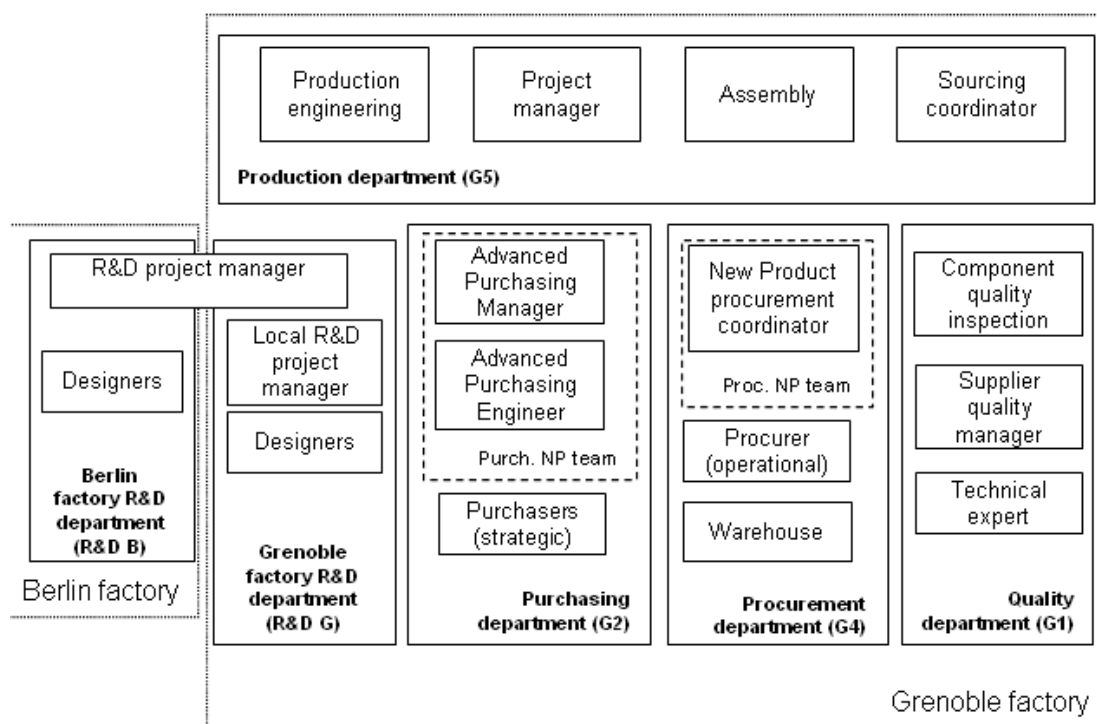 Production
engineering
Project
manager
Assembly
Sourcing
coordinator
Production department (G5)
R&D project manager
Designers
Berlin
factory R&D
department
(R&D B)
Berlin factory
Local R&D
project
manager
Designers
Grenoble
factory R&D
department
(R&D G)
Advanced
Purchasing
Manager
Advanced
Purchasing
Engineer
Purch. NP team
Purchasers
(strategic)
Purchasing
department (G2)
New Product
procurement
coordinator
Proc. NP team
Procurer
(operational)
Warehouse
Procurement
department (G4)
Component
quality
inspection
Supplier
quality
manager
Technical
expert
Quality
department (G1)
Grenoble factory